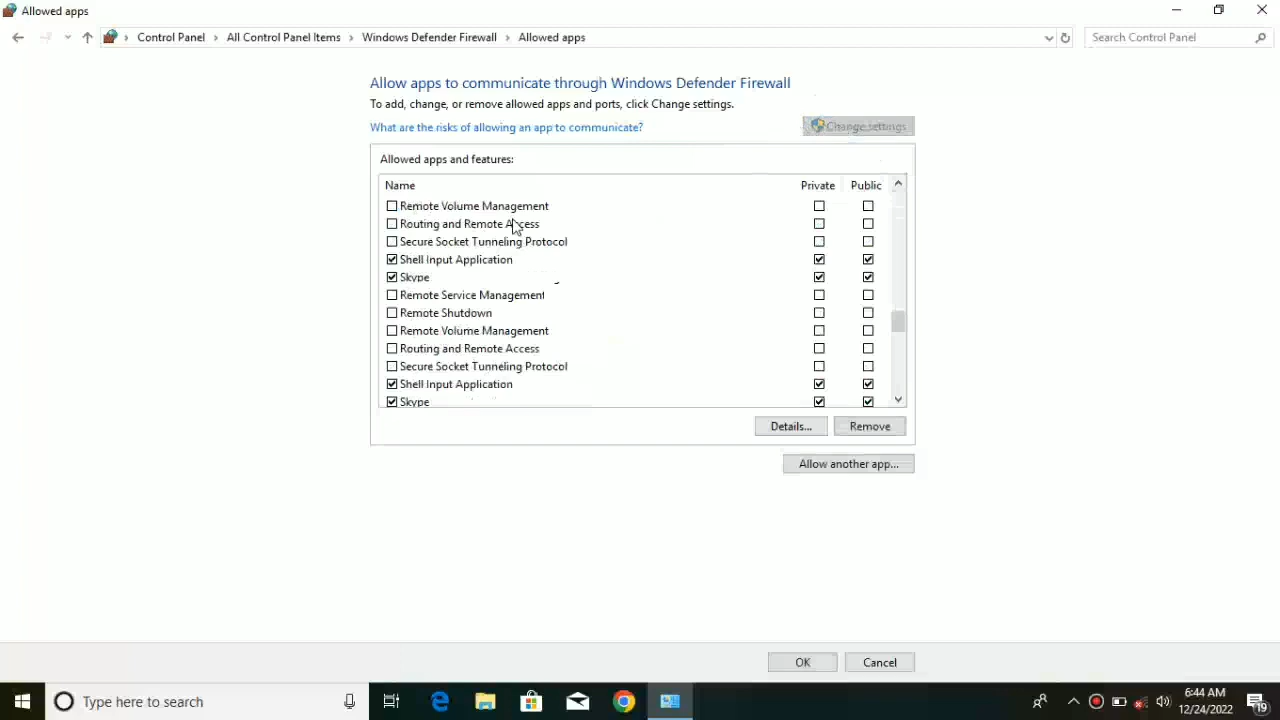 Allowed apps
Control Panel > All Control Panel Items > Windows Defender Firewall > Allowed apps
Search Control Panel
Allow apps to communicate through Windows Defender Firewall
To add, change, or remove allowed apps and ports, click Change settings.
What are the risks of allowing an app to communicate?
Change settings
Allowed apps and features:
Name Private Public
Remote Volume Management
Routing and Remote Access
Secure Socket Tunneling Protocol
Shell Input Application
Skype
Remote Service Management
Remote Shutdown
Remote Volume Management
Routing and Remote Access
Secure Socket Tunneling Protocol
Shell Input Application
Skype
Details... Remove
Allow another app...
OK Cancel
Type here to search
6:44 AM
12/24/2022
19